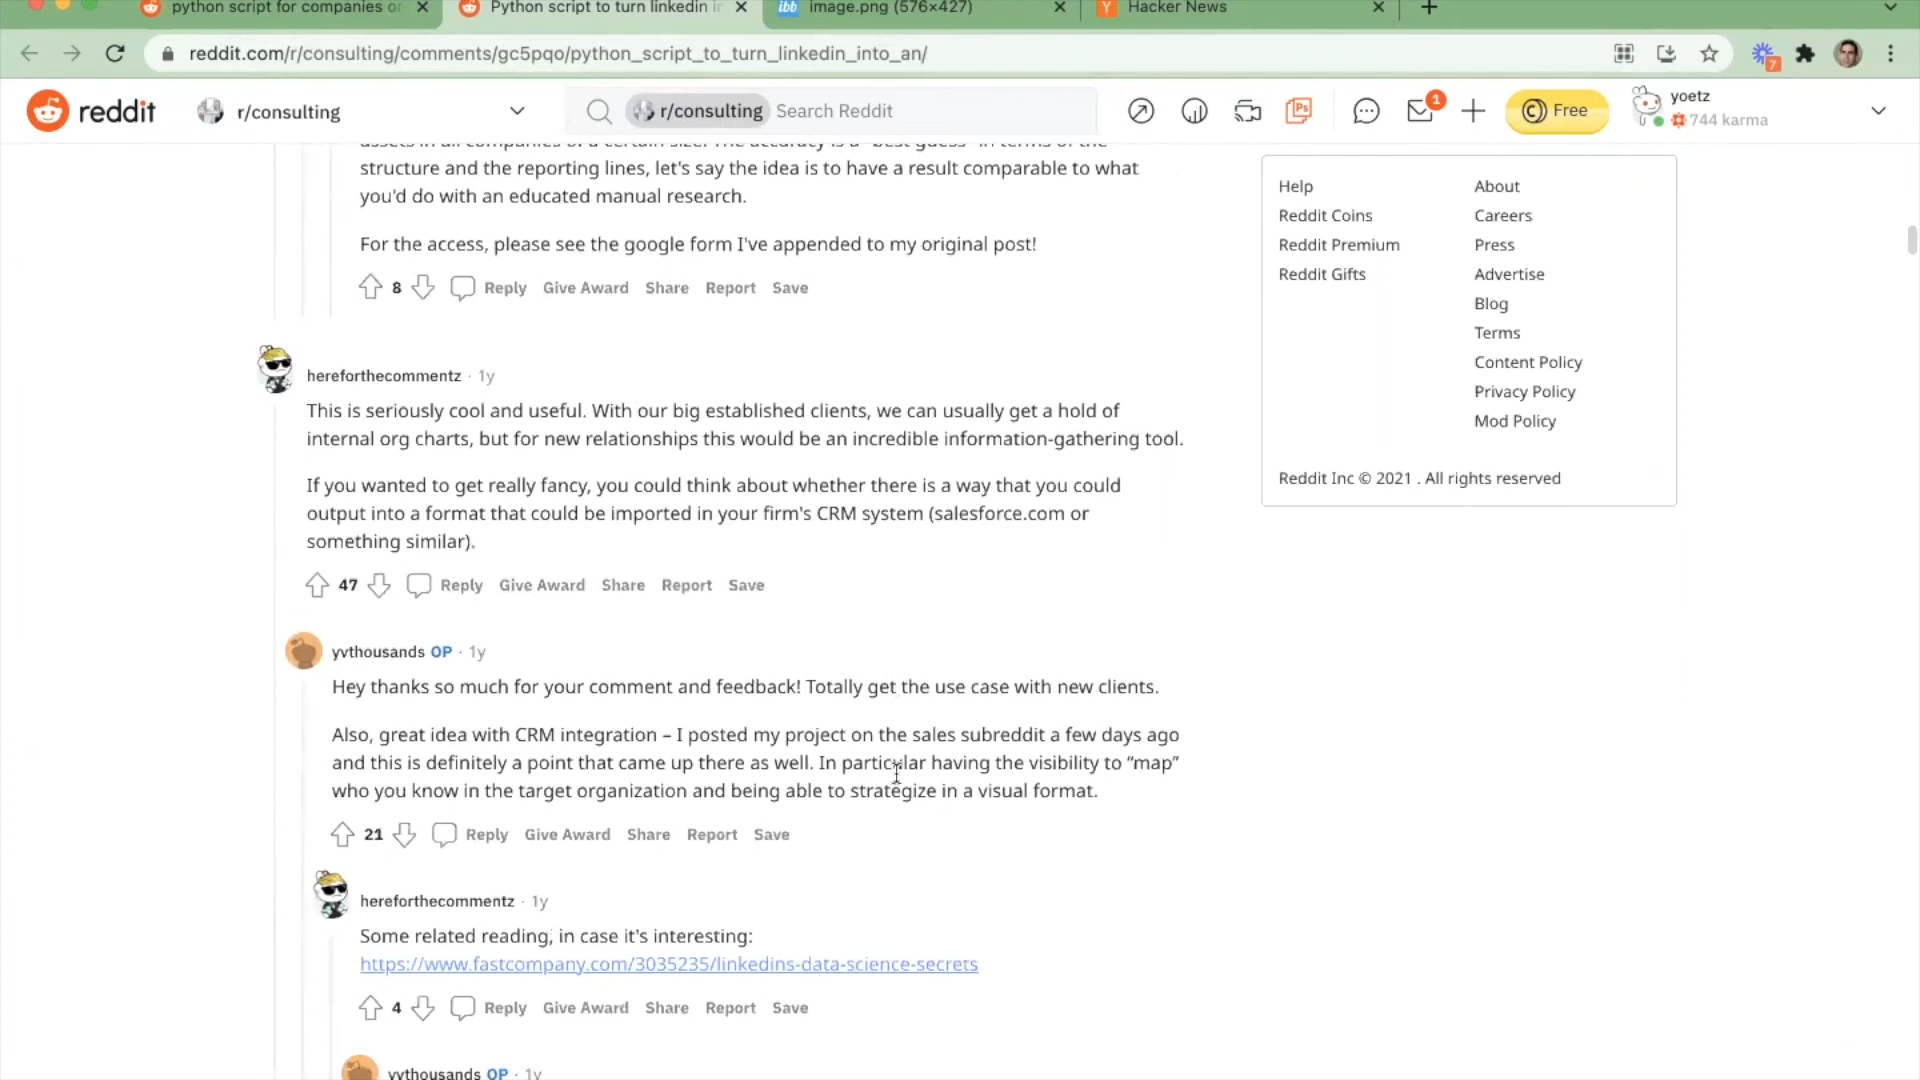 python script for companies or
Python script to turn linkedin in
ibb
image.png (576×427)
Y
Hacker News
reddit.com/r/consulting/comments/gc5pqo/python_script_to_turn_linkedin_into_an/
7
reddit
r/consulting
r/consulting
Search Reddit
Ps
1
Free
yoetz
744 karma
structure and the reporting lines, let's say the idea is to have a result comparable to what
you'd do with an educated manual research.
For the access, please see the google form I've appended to my original post!
8
Reply
Give Award
Share
Report
Save
hereforthecommentz · 1y
This is seriously cool and useful. With our big established clients, we can usually get a hold of
internal org charts, but for new relationships this would be an incredible information-gathering tool.
If you wanted to get really fancy, you could think about whether there is a way that you could
output into a format that could be imported in your firm's CRM system (salesforce.com or
something similar).
47
Reply
Give Award
Share
Report
Save
yvthousands OP · 1y
Hey thanks so much for your comment and feedback! Totally get the use case with new clients.
Also, great idea with CRM integration – I posted my project on the sales subreddit a few days ago
and this is definitely a point that came up there as well. In particular having the visibility to “map”
who you know in the target organization and being able to strategize in a visual format.
21
Reply
Give Award
Share
Report
Save
hereforthecommentz · 1y
Some related reading, in case it's interesting:
https://www.fastcompany.com/3035235/linkedins-data-science-secrets
4
Reply
Give Award
Share
Report
Save
yvthousands OP · 1y
Help
About
Reddit Coins
Careers
Reddit Premium
Press
Reddit Gifts
Advertise
Blog
Terms
Content Policy
Privacy Policy
Mod Policy
Reddit Inc © 2021 . All rights reserved